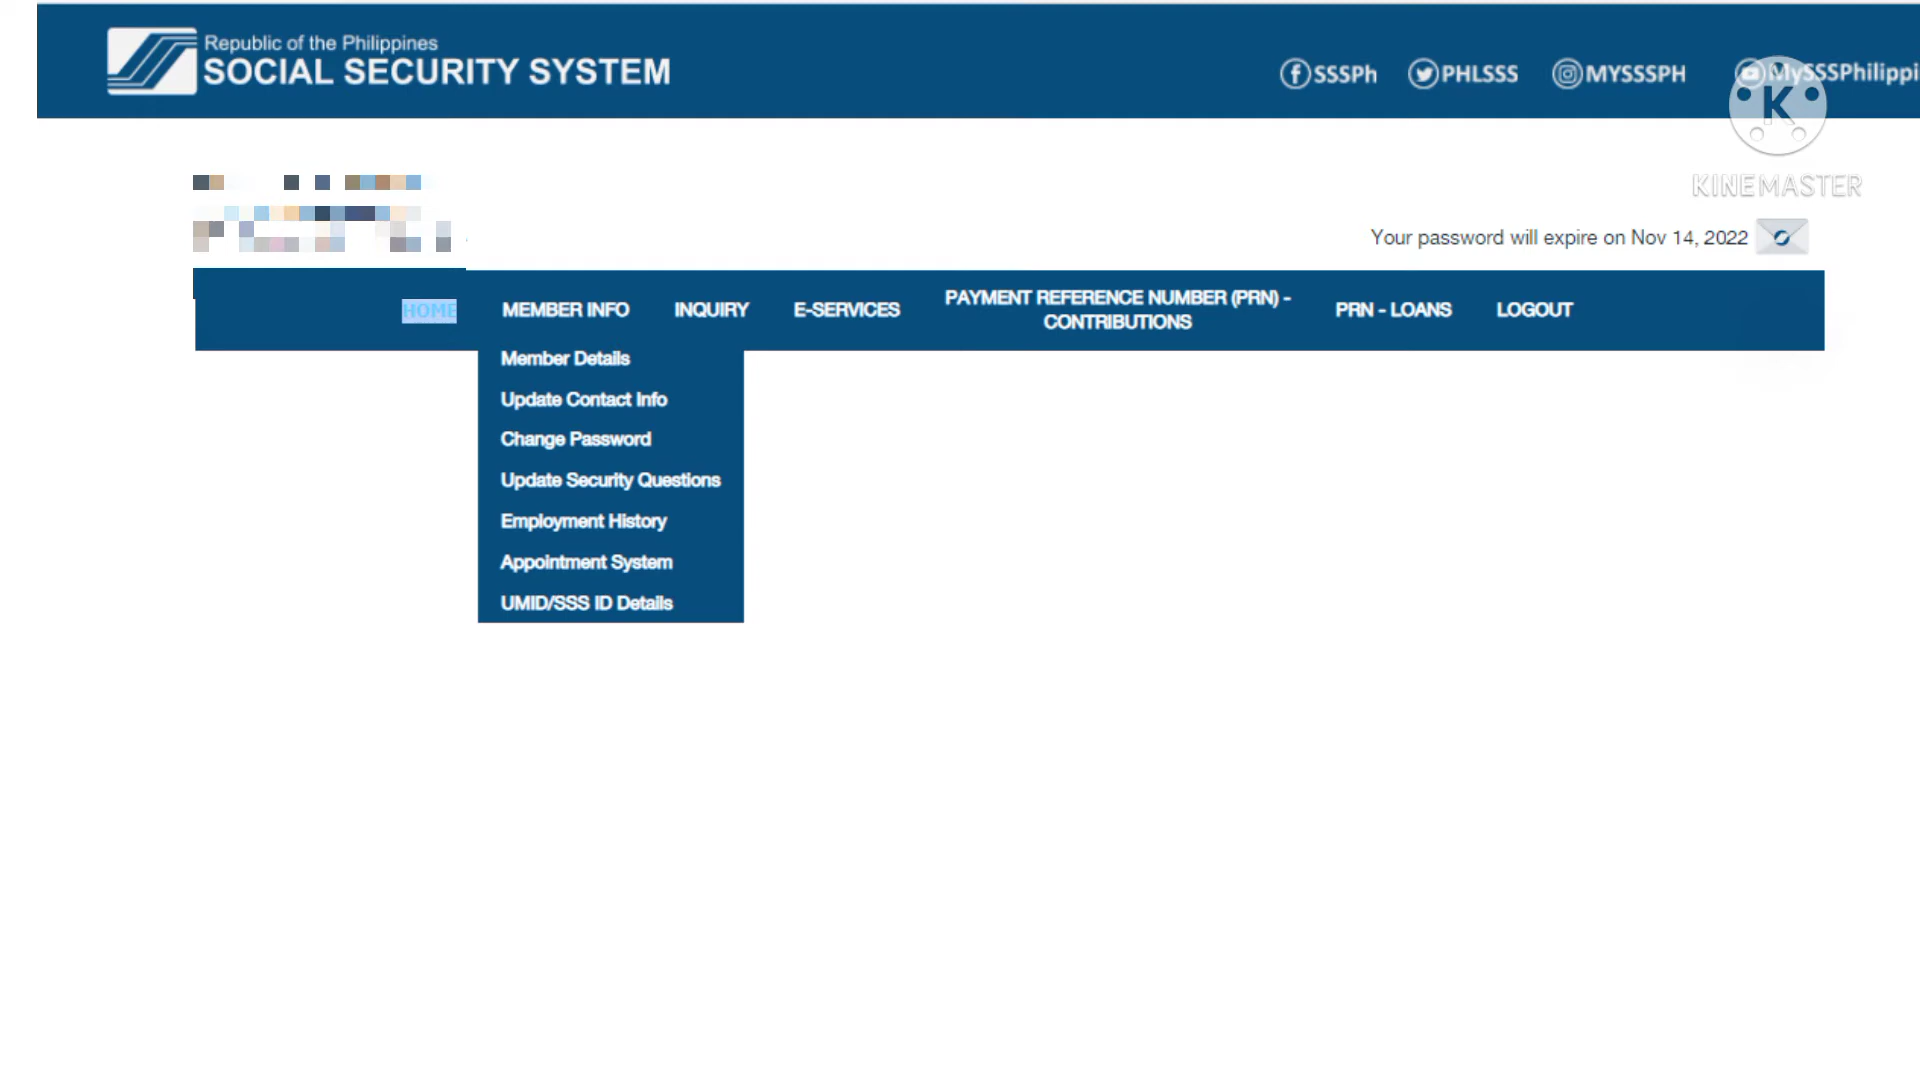 Republic of the Philippines
SOCIAL SECURITY SYSTEM
SSSPh PHLSSS MYSSSPH MySSSPhilippi
K
KINEMASTER
Your password will expire on Nov 14, 2022
HOME MEMBER INFO INQUIRY E-SERVICES PAYMENT REFERENCE NUMBER (PRN) -
CONTRIBUTIONS PRN - LOANS LOGOUT
Member Details
Update Contact Info
Change Password
Update Security Questions
Employment History
Appointment System
UMID/SSS ID Details